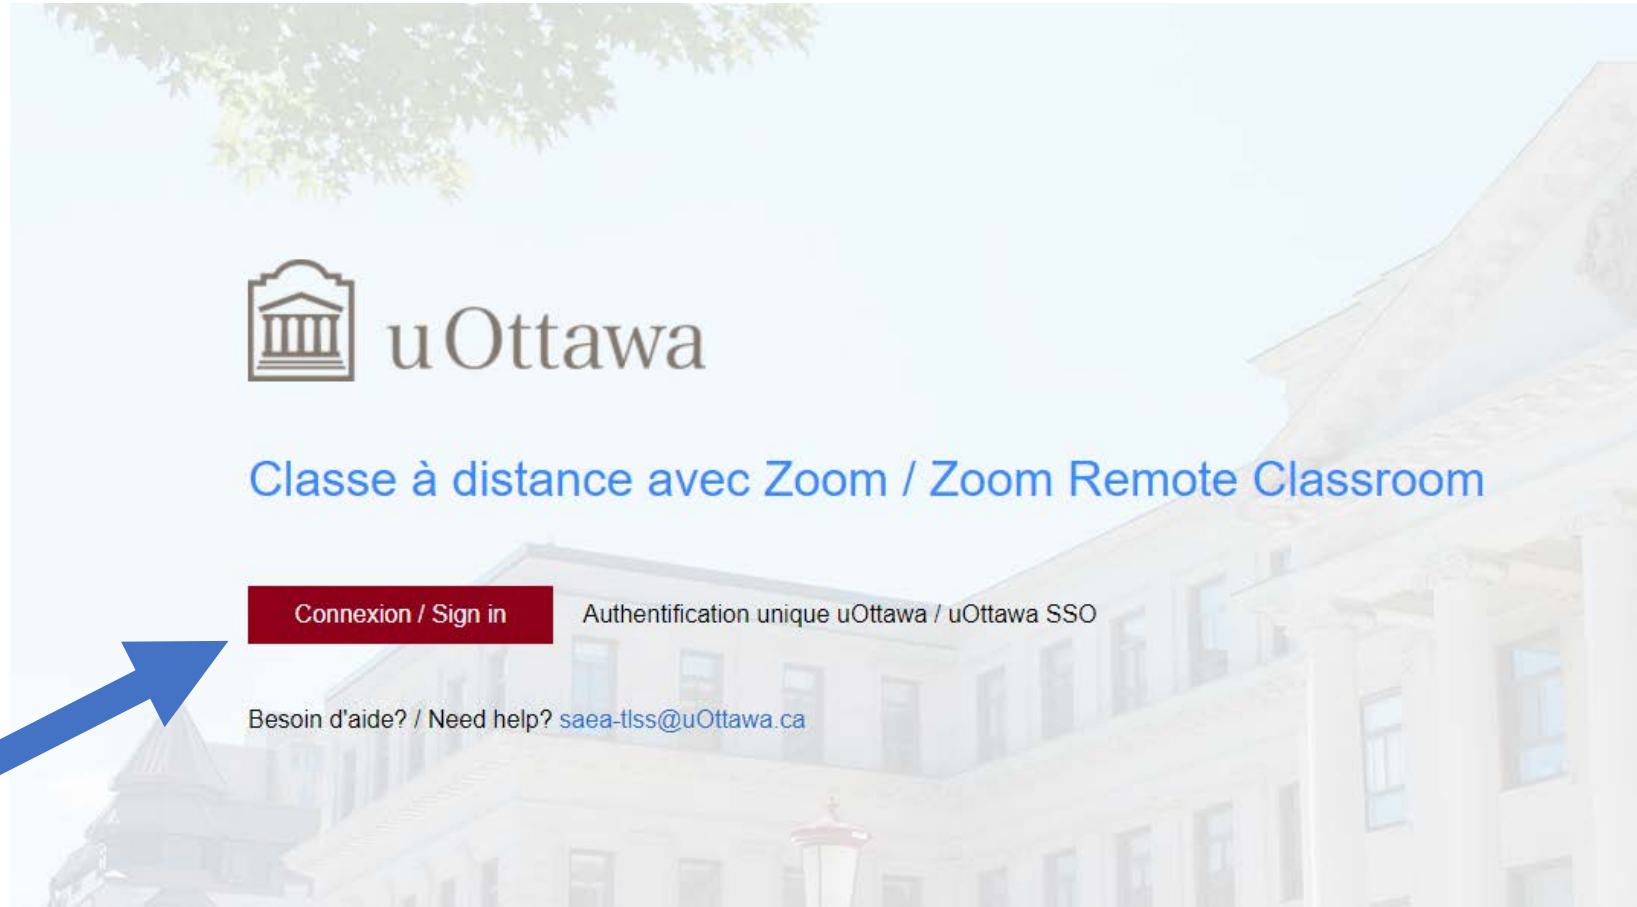 uOttawa
Classe à distance avec Zoom / Zoom Remote Classroom
Connexion / Sign in Authentification unique uOttawa / uOttawa SSO
Besoin d'aide? / Need help? saea-tlss@uOttawa.ca